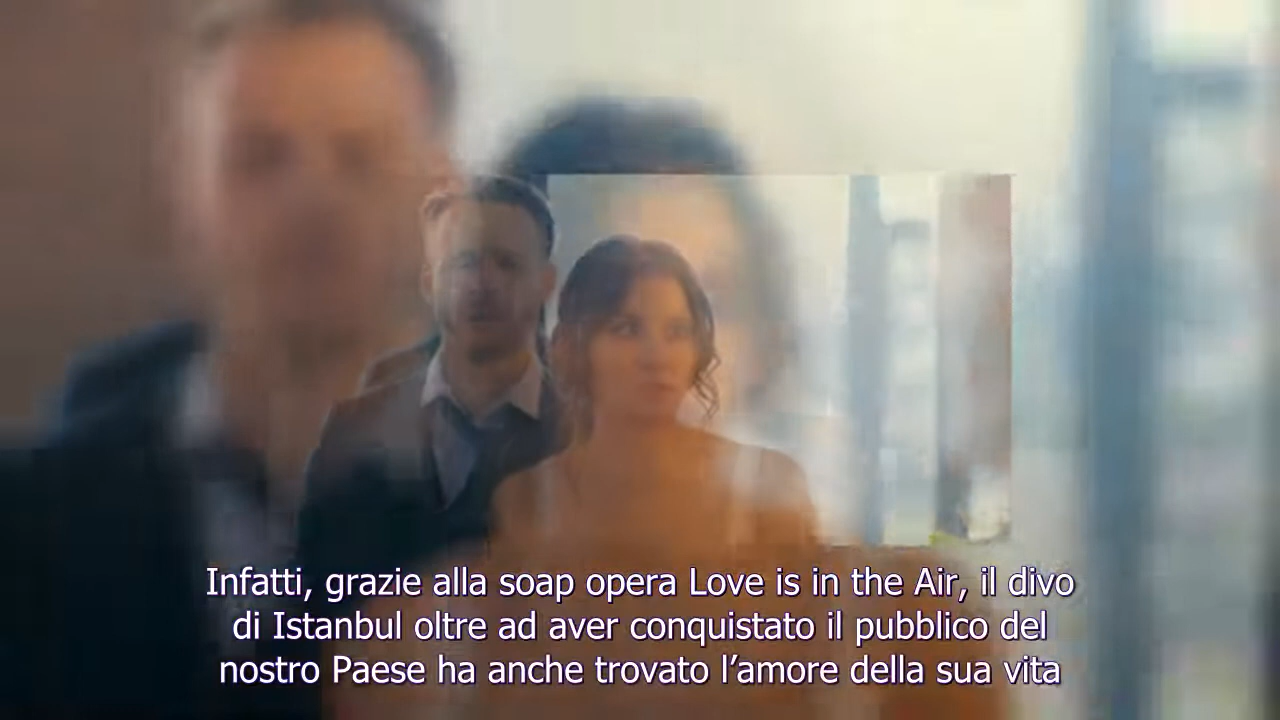 Infatti, grazie alla soap opera Love is in the Air, il divo
di Istanbul oltre ad aver conquistato il pubblico del
nostro Paese ha anche trovato l’amore della sua vita